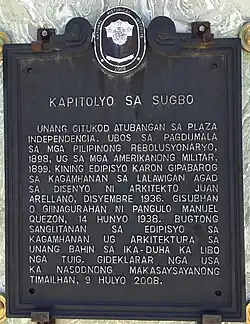 2008
KAPITOLYO SA SUGBO
UNANG GITUKOD ATUBANGAN SA PLAZA
INDEPENDENCIA. UBOS SA PAGDUMALA
SA MGA PILIPINONG REBOLUSYONARYO,
1898, UG SA MGA AMERIKANONG MILITAR,
1899. KINING EDIPISYO KARON GIPABAROG
SA KAGAMHANAN SA LALAWIGAN AGAD
SA DISENYO NI ARKITEKTO JUAN
ARELLANO, DISYEMBRE 1936. GISUBHAN
O GIINAGURAHAN NI PANGULO MANUEL
QUEZON, 14 HUNYO 1938. BUGTONG
SANGLITANAN SA EDIPISYO SA
KAGAMHANAN UG ARKITEKTURA SA
UNANG BAHIN SA IKA-DUHA KA LIBO
NGA TUIG. GIDEKLARAR NGA USA
KA NASODNONG MAKASAYSAYANONG
TIMAILHAN, 9 HULYO 2008.